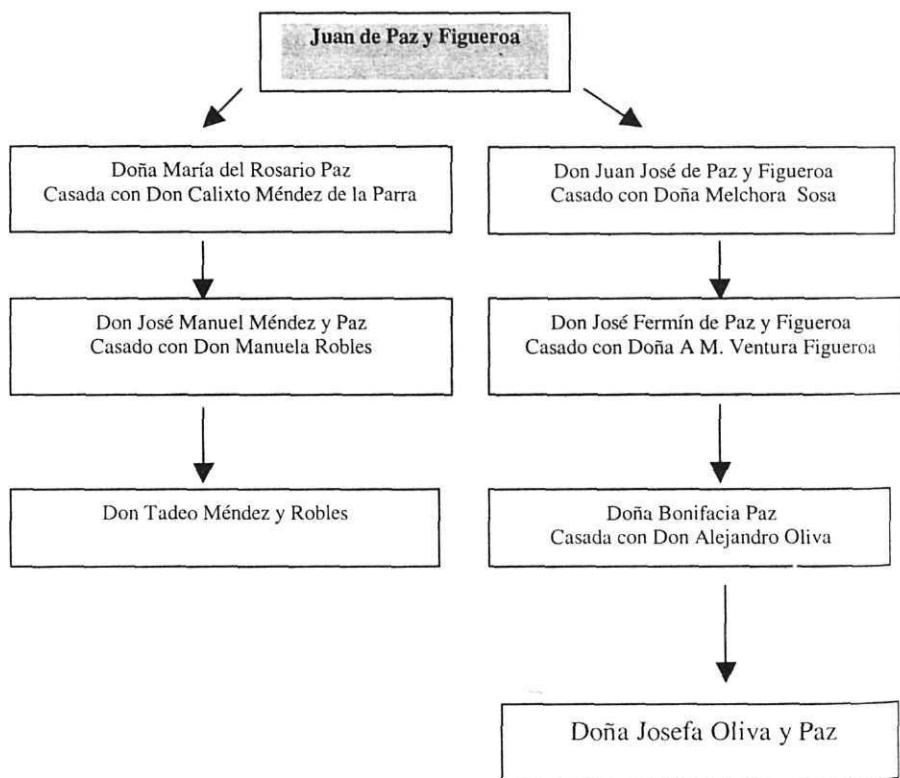 Juan de Paz y Figueroa
Doña María del Rosario Paz
Casada con Don Calixto Méndez de la Parra
Don Juan José de Paz y Figueroa
Casado con Doña Melchora Sosa
Don José Manuel Méndez y Paz
Casado con Don Manuela Robles
Don José Fermín de Paz y Figueroa
Casado con Doña A M. Ventura Figueroa
Don Tadeo Méndez y Robles
Doña Bonifacia Paz
Casada con Don Alejandro Oliva
Doña Josefa Oliva y Paz